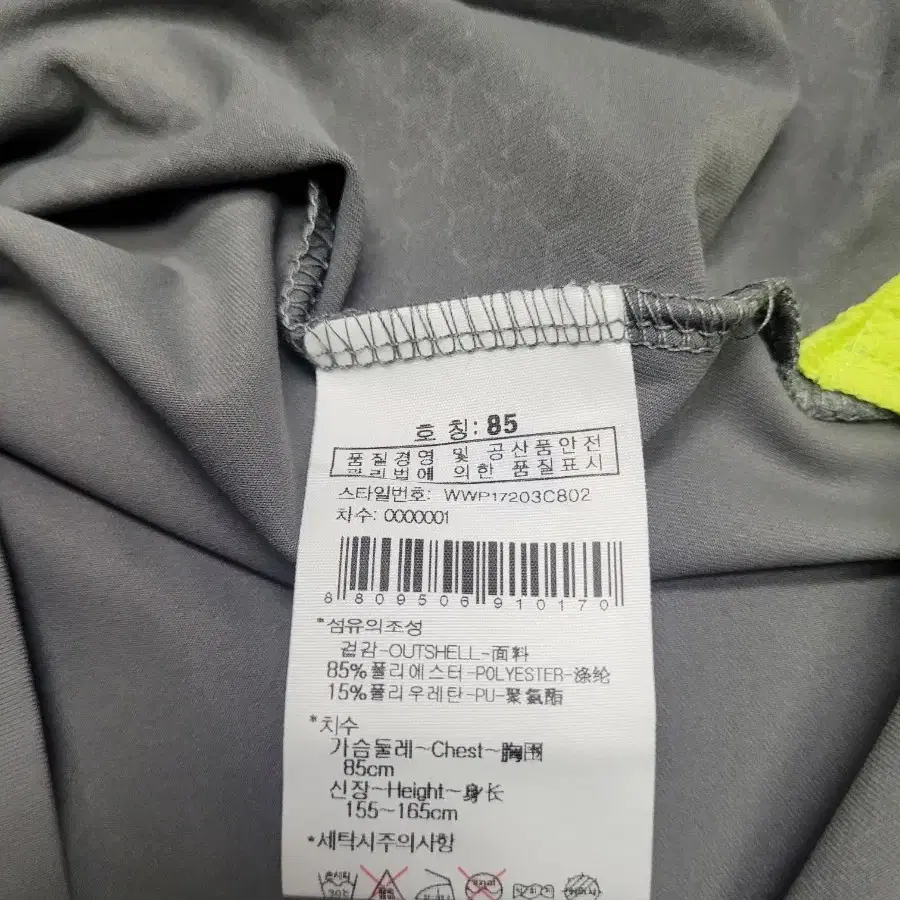 호 칭: 85
품질경영 및 공산품안전
관리법에 의한 품질표시
스타일번호: WWP17203C802
차수: 0000001
8 809506 910170
*섬유의조성
겉감-OUTSHELL-面料
85%폴리에스터-POLYESTER-涤纶
15%폴리우레탄-PU-聚氨酯
*치수
가슴둘레~Chest~胸围
85cm
신장~Height~身长
155~165cm
*세탁시주의사항